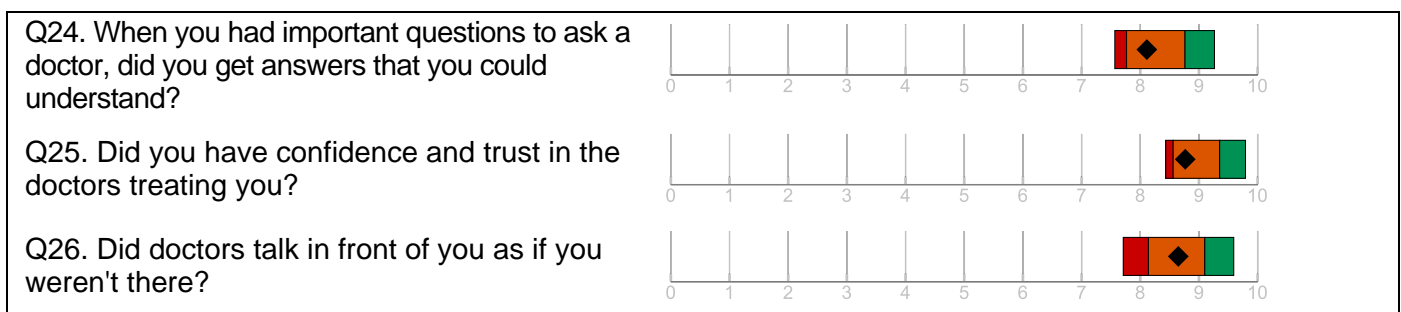 Q24. When you had important questions to ask a
doctor, did you get answers that you could
understand?
0 1 2 3 4 5 6 7 8 9 10
Q25. Did you have confidence and trust in the
doctors treating you?
0 1 2 3 4 5 6 7 8 9 10
Q26. Did doctors talk in front of you as if you
weren't there?
0 1 2 3 4 5 6 7 8 9 10